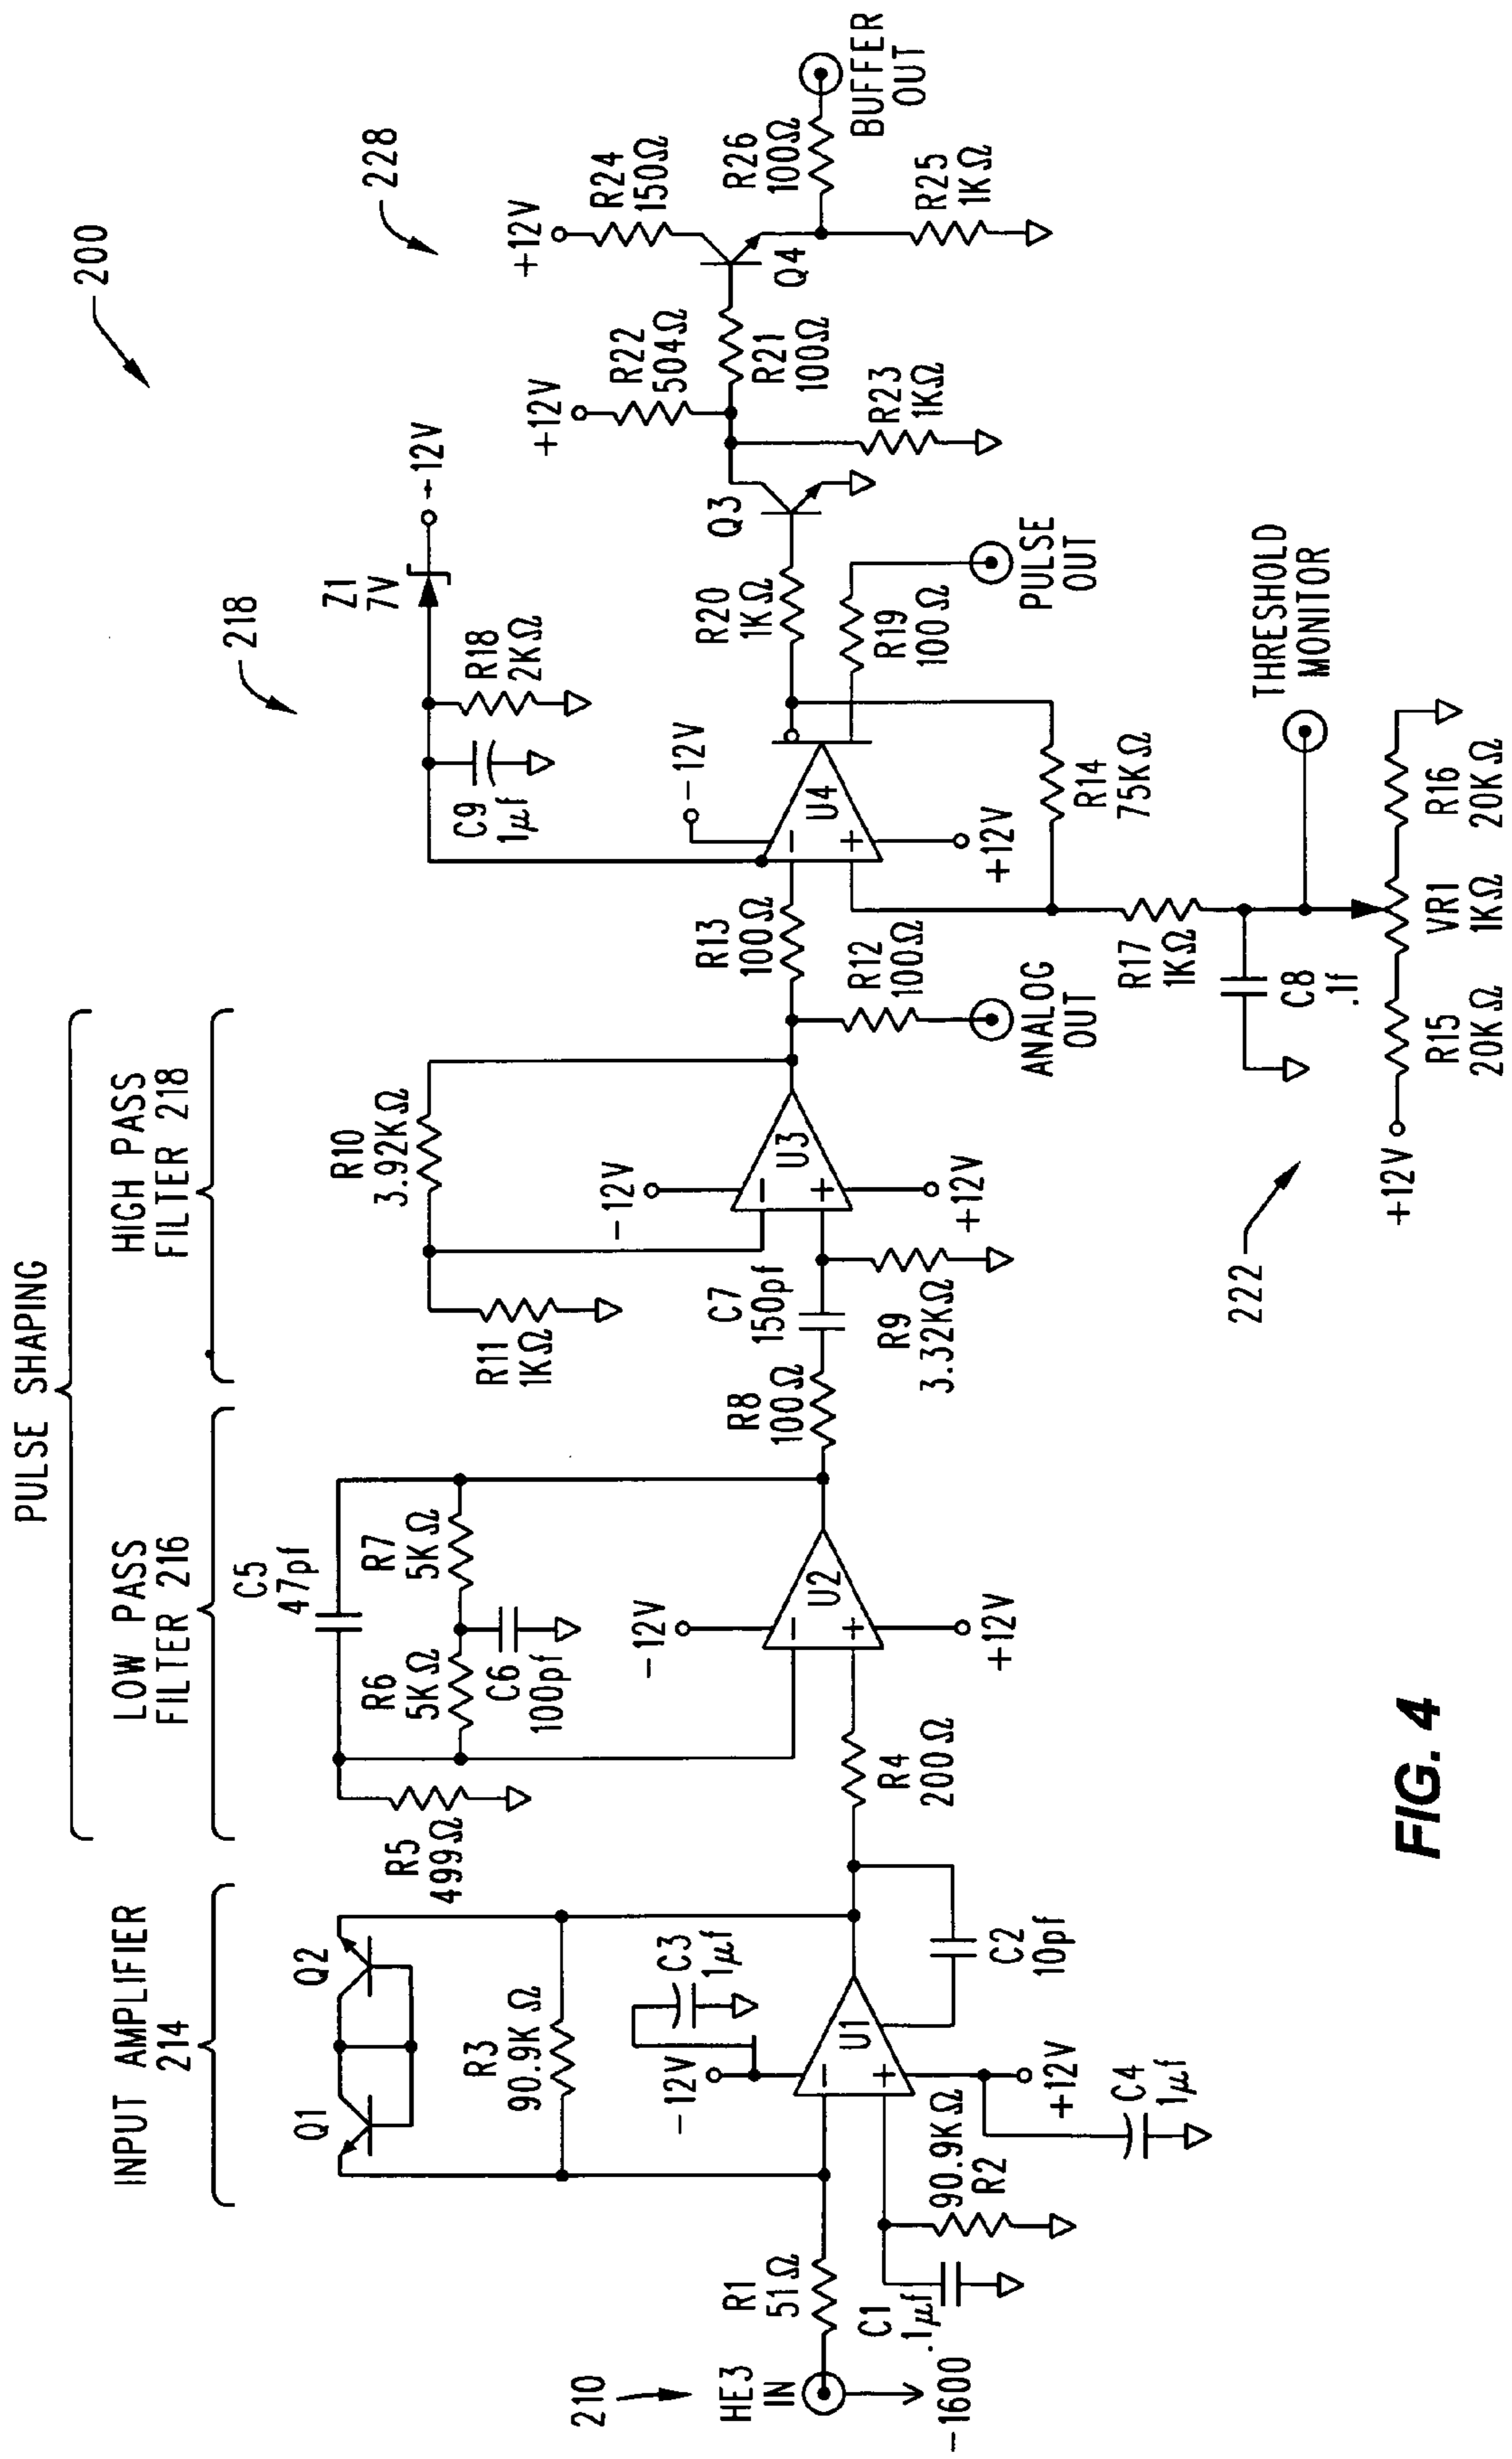 200
PULSE SHAPING
INPUT AMPLIFIER
214
LOW PASS
FILTER 216
HIGH PASS
FILTER 218
218
228
Q1
Q2
R3
90.9KΩ
C3
1µf
-12V
U1
−
+
+12V
C4
1µf
C2
10pf
210
HE3
IN
-1600
R1
51Ω
C1
.1µf
90.9KΩ
R2
R4
200Ω
R5
499Ω
C5
47pf
R6
5KΩ
R7
5KΩ
C6
100pf
-12V
U2
−
+
+12V
R8
100Ω
C7
150pf
R9
3.32KΩ
R11
1KΩ
R10
3.92KΩ
-12V
U3
−
+
+12V
R12
100Ω
ANALOG
OUT
R13
100Ω
C9
1µf
R18
2KΩ
Z1
7V
-12V
-12V
U4
−
+
+12V
R14
75KΩ
R17
1KΩ
C8
.1f
THRESHOLD
MONITOR
222
+12V
R15
20KΩ
VR1
1KΩ
R16
20KΩ
R19
100Ω
PULSE
OUT
R20
1KΩ
Q3
+12V
R22
504Ω
R21
100Ω
R23
1KΩ
+12V
R24
150Ω
Q4
R26
100Ω
BUFFER
OUT
R25
1KΩ
FIG. 4